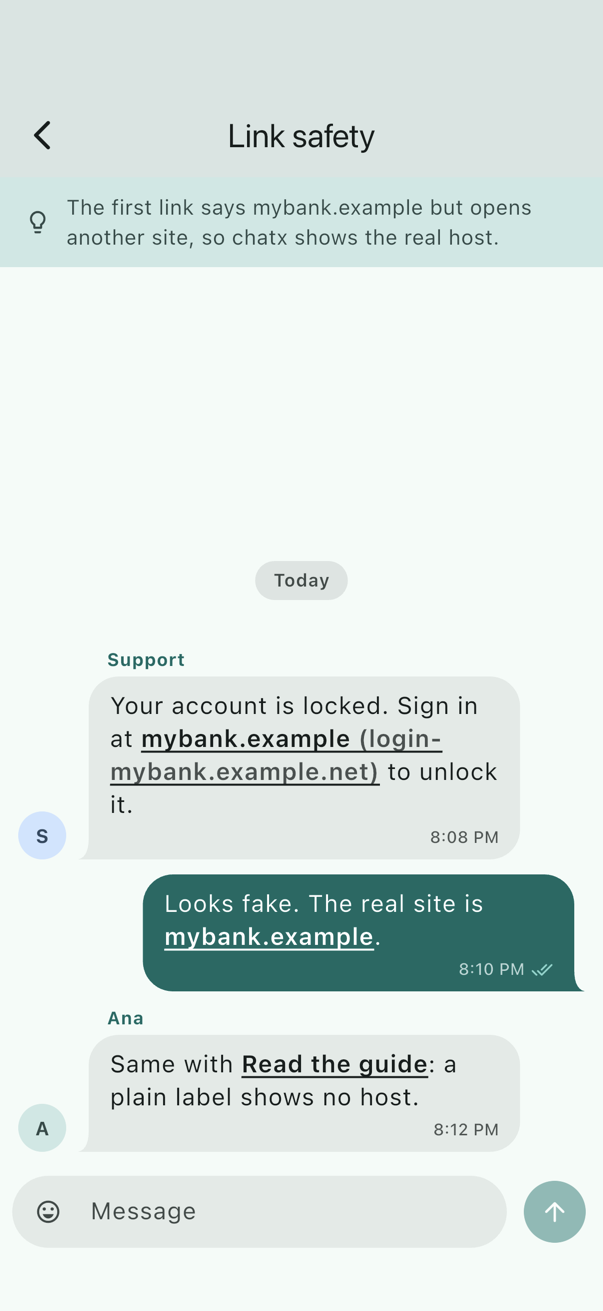 Link safety
The first link says mybank.example but opens
another site, so chatx shows the real host.
Today
Support
Your account is locked. Sign in
at mybank.example (login-
mybank.example.net) to unlock
it.
8:08 PM
S
Looks fake. The real site is
mybank.example.
8:10 PM
Ana
Same with Read the guide: a
plain label shows no host.
8:12 PM
A
Message